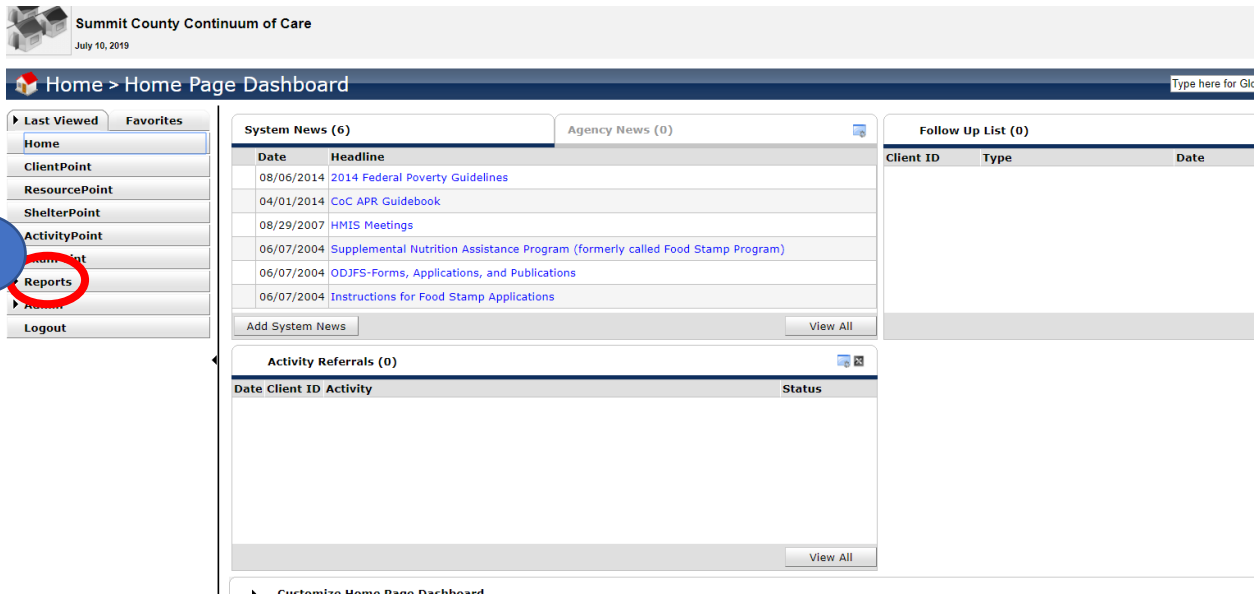 Summit County Continuum of Care
July 10, 2019
Home > Home Page Dashboard
Type here for Glo
Last Viewed Favorites
Home
ClientPoint
ResourcePoint
ShelterPoint
ActivityPoint
Reports
Admin
Logout
System News (6) Agency News (0)
Date Headline
08/06/2014 2014 Federal Poverty Guidelines
04/01/2014 CoC APR Guidebook
08/29/2007 HMIS Meetings
06/07/2004 Supplemental Nutrition Assistance Program (formerly called Food Stamp Program)
06/07/2004 ODJFS-Forms, Applications, and Publications
06/07/2004 Instructions for Food Stamp Applications
Add System News View All
Activity Referrals (0)
Date Client ID Activity Status
View All
Customize Home Page Dashboard
Follow Up List (0)
Client ID Type Date